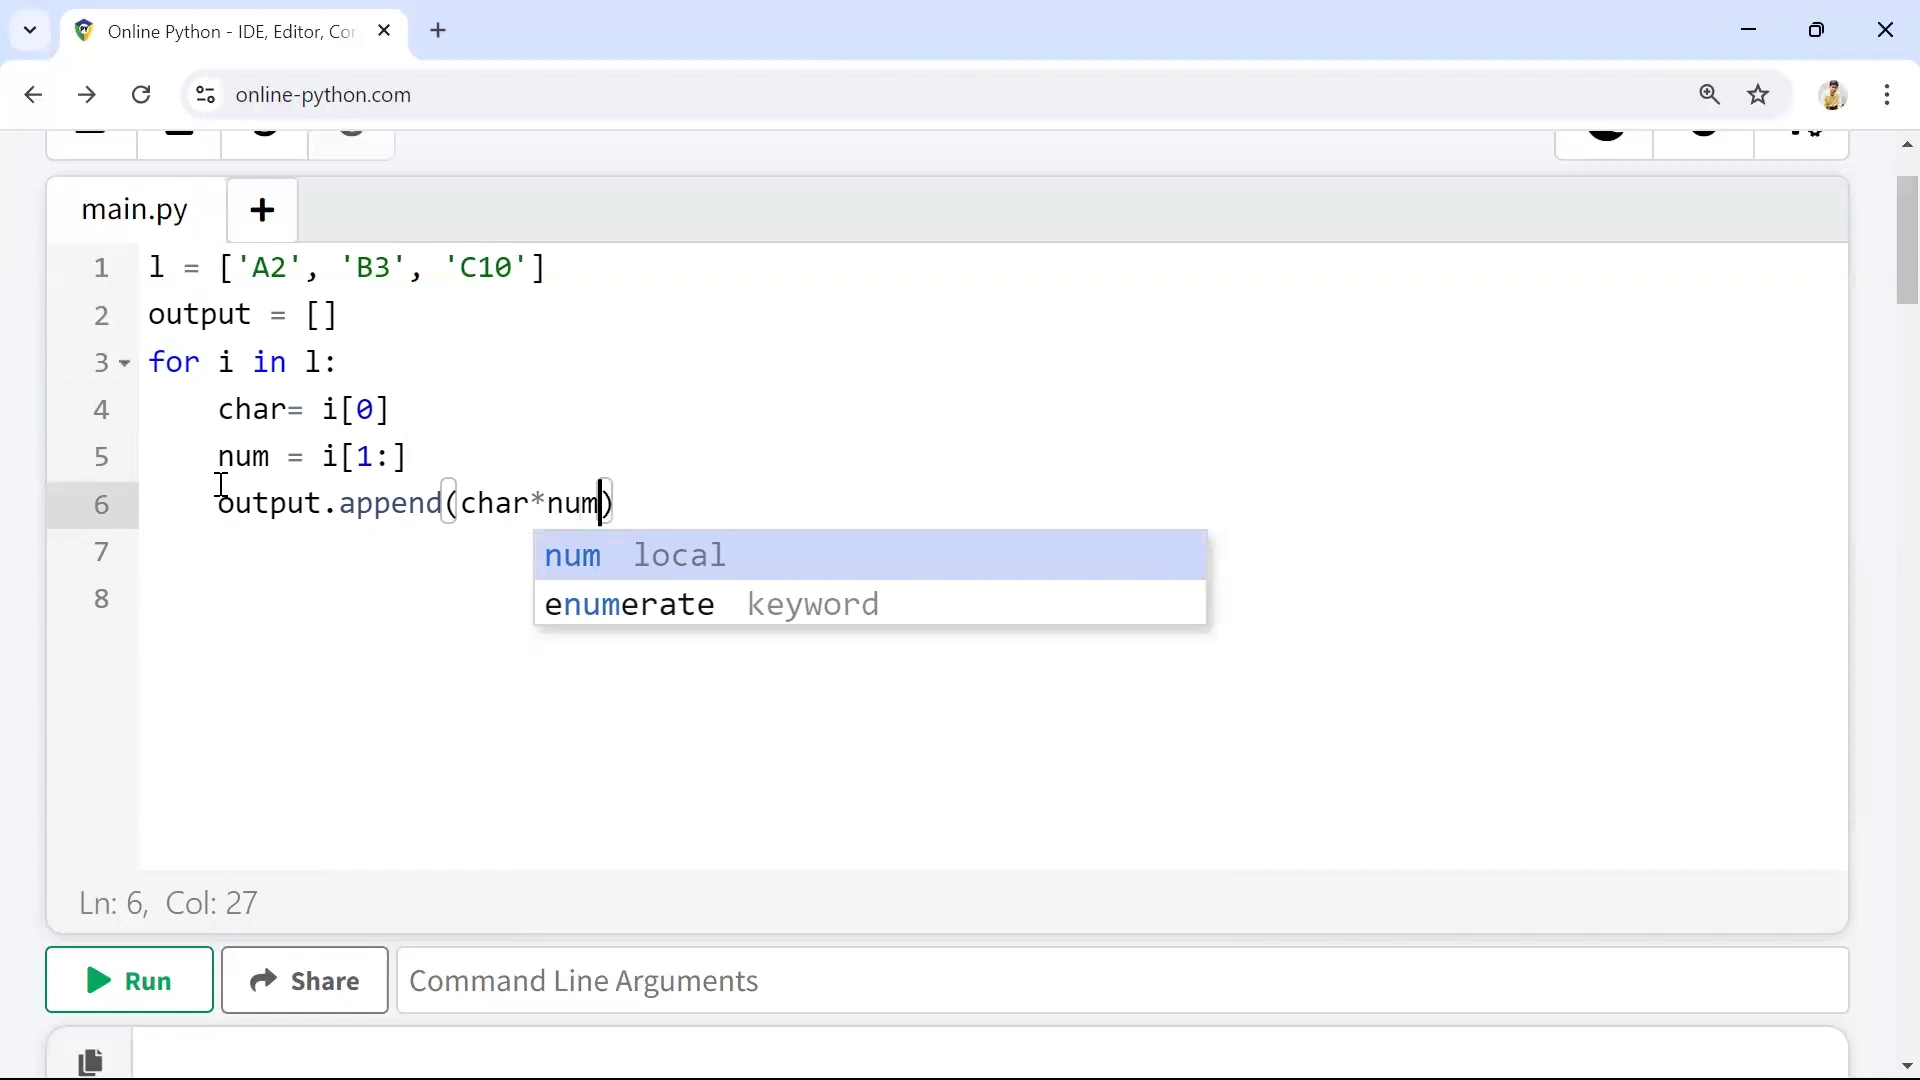 Online Python - IDE, Editor, Cor
online-python.com
main.py
1 l = ['A2', 'B3', 'C10']
2 output = []
3 for i in l:
4 char= i[0]
5 num = i[1:]
6 output.append(char*num)
7 num local
8 enumerate keyword
Ln: 6, Col: 27
Run Share Command Line Arguments